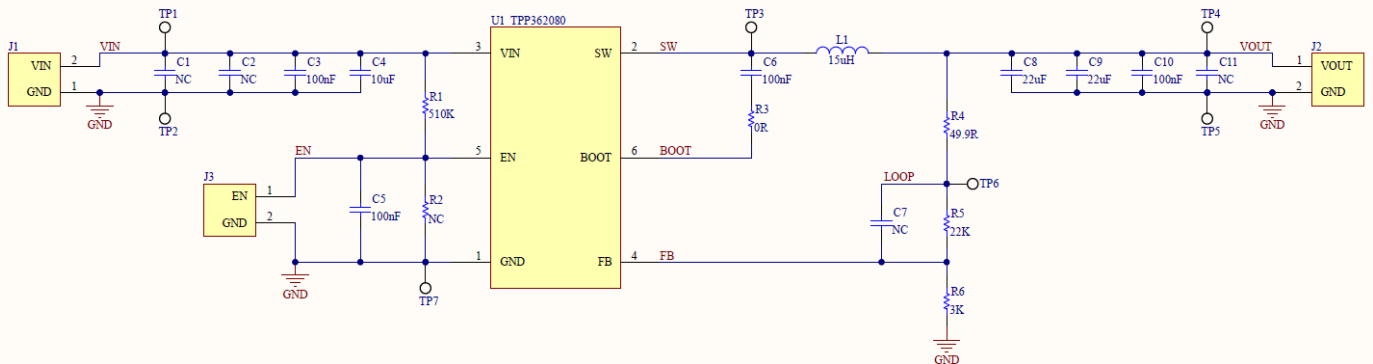 U1 TPP362080
TP1
TP3
TP4
J1
VIN
VIN
2
GND
1
GND
C1
NC
C2
NC
C3
100nF
C4
10uF
TP2
R1
510K
3
VIN
SW
2
SW
L1
15uH
C6
100nF
R3
0R
C8
22uF
C9
22uF
C10
100nF
C11
NC
VOUT
J2
1
VOUT
2
GND
GND
TP5
R4
49.9R
EN
5
EN
BOOT
6
BOOT
J3
EN
1
GND
2
C5
100nF
R2
NC
LOOP
TP6
C7
NC
R5
22K
1
GND
FB
4
FB
GND
TP7
R6
3K
GND